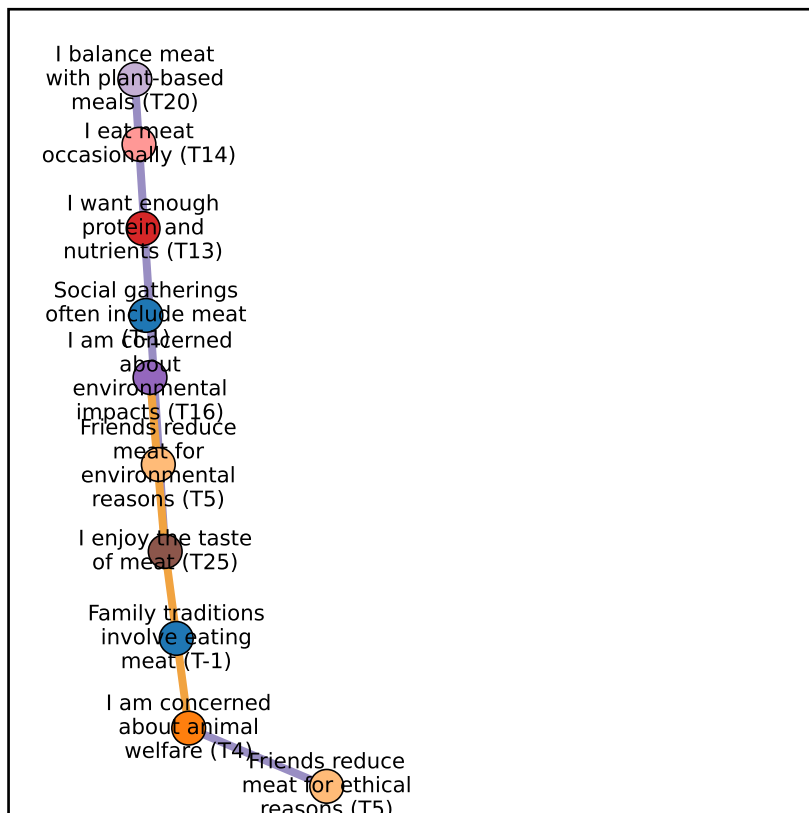 I balance meat
with plant-based
meals (T20)
I eat meat
occasionally (T14)
I want enough
protein and
nutrients (T13)
Social gatherings
often include meat
(T-1)
I am concerned
about
environmental
impacts (T16)
Friends reduce
meat for
environmental
reasons (T5)
I enjoy the taste
of meat (T25)
Family traditions
involve eating
meat (T-1)
I am concerned
about animal
welfare (T4)
Friends reduce
meat for ethical
reasons (T5)